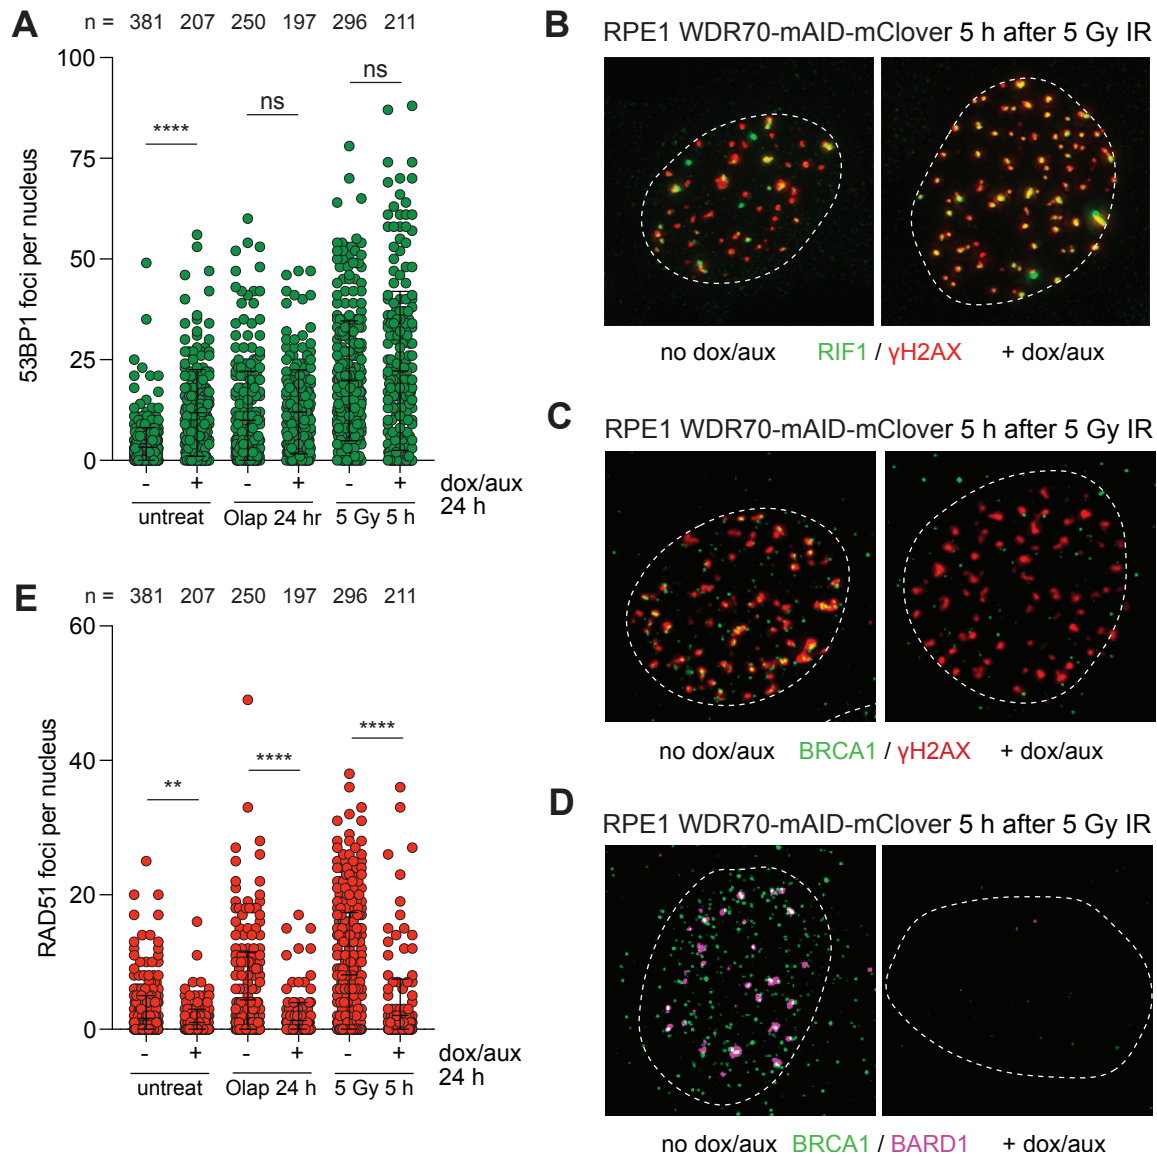 A
n = 381 207 250 197 296 211
100
75
50
25
0
53BP1 foci per nucleus
****
ns
ns
- + - + - + dox/aux
24 h
untreat Olap 24 hr 5 Gy 5 h
B
RPE1 WDR70-mAID-mClover 5 h after 5 Gy IR
no dox/aux RIF1 / γH2AX + dox/aux
C
RPE1 WDR70-mAID-mClover 5 h after 5 Gy IR
no dox/aux BRCA1 / γH2AX + dox/aux
D
RPE1 WDR70-mAID-mClover 5 h after 5 Gy IR
no dox/aux BRCA1 / BARD1 + dox/aux
E
n = 381 207 250 197 296 211
60
40
20
0
RAD51 foci per nucleus
**
****
****
- + - + - + dox/aux
24 h
untreat Olap 24 h 5 Gy 5 h